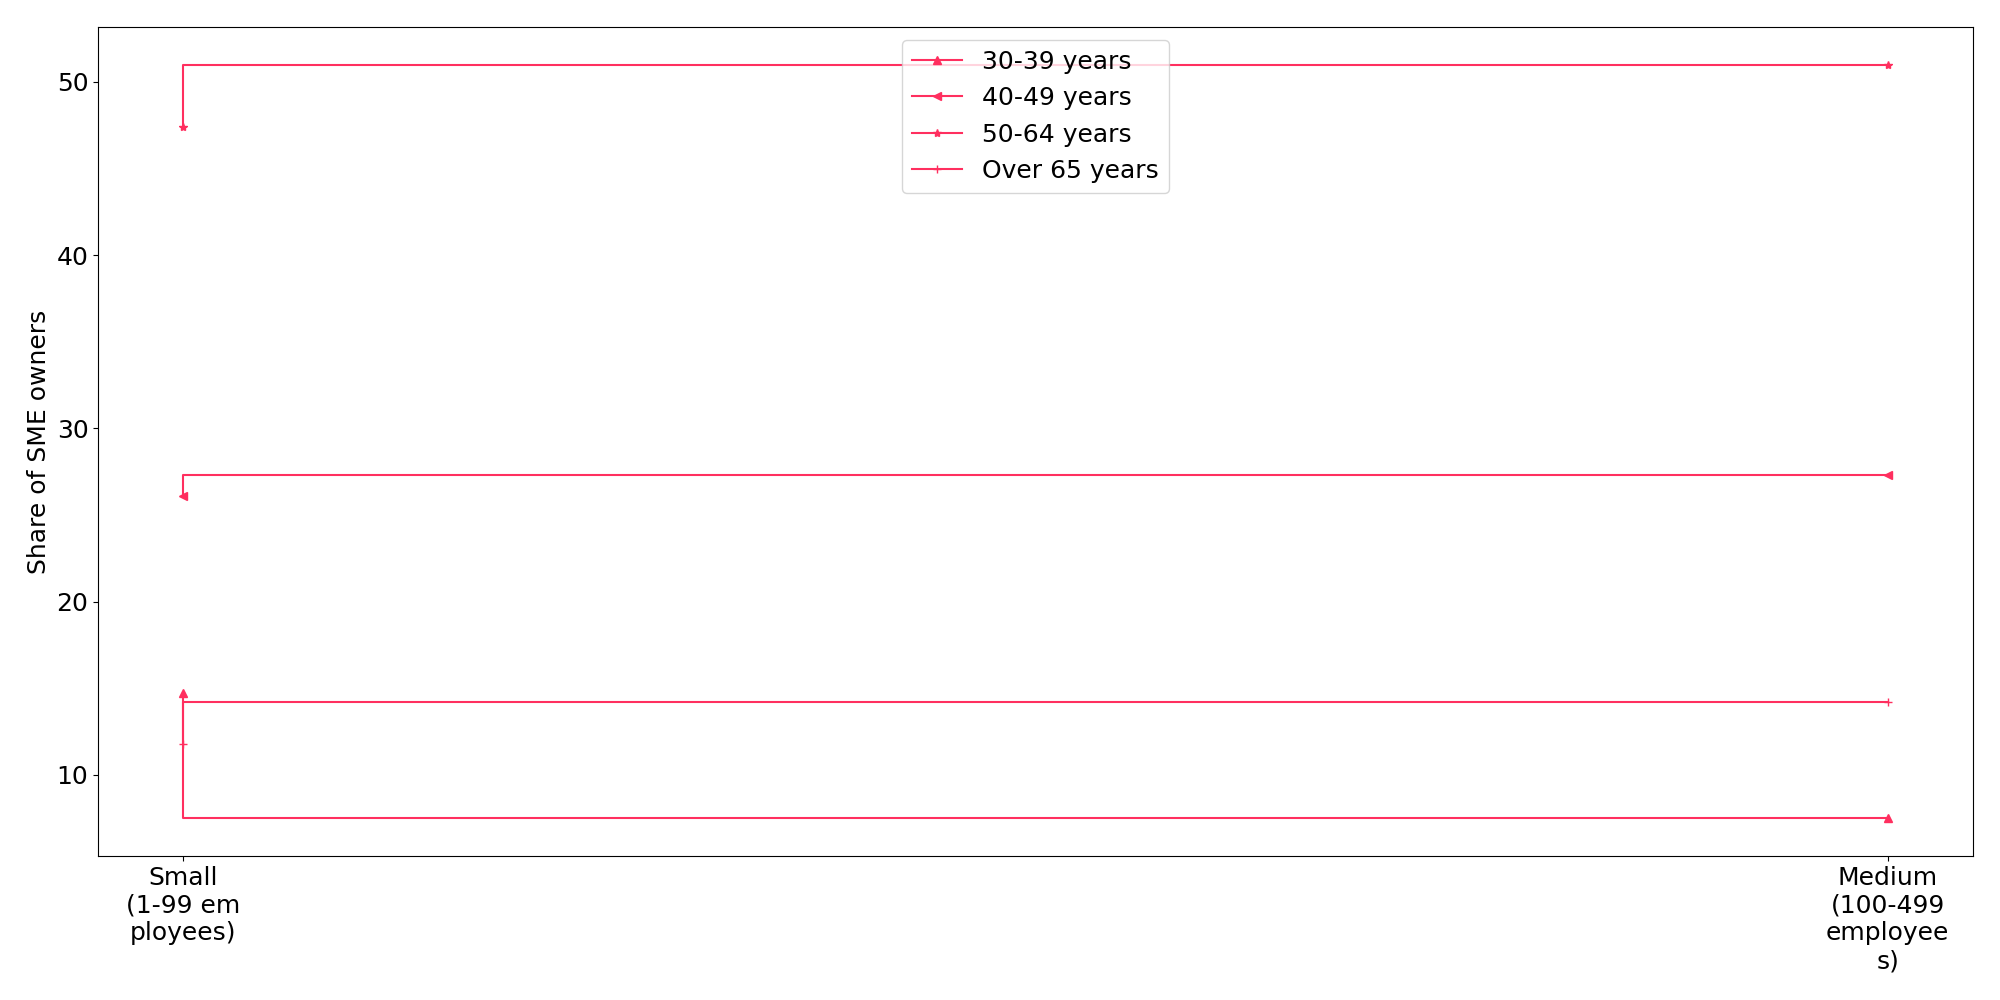 30-39 years
40-49 years
50-64 years
Over 65 years
50
40
30
20
10
Share of SME owners
Small
(1-99 em
ployees)
Medium
(100-499
employee
s)